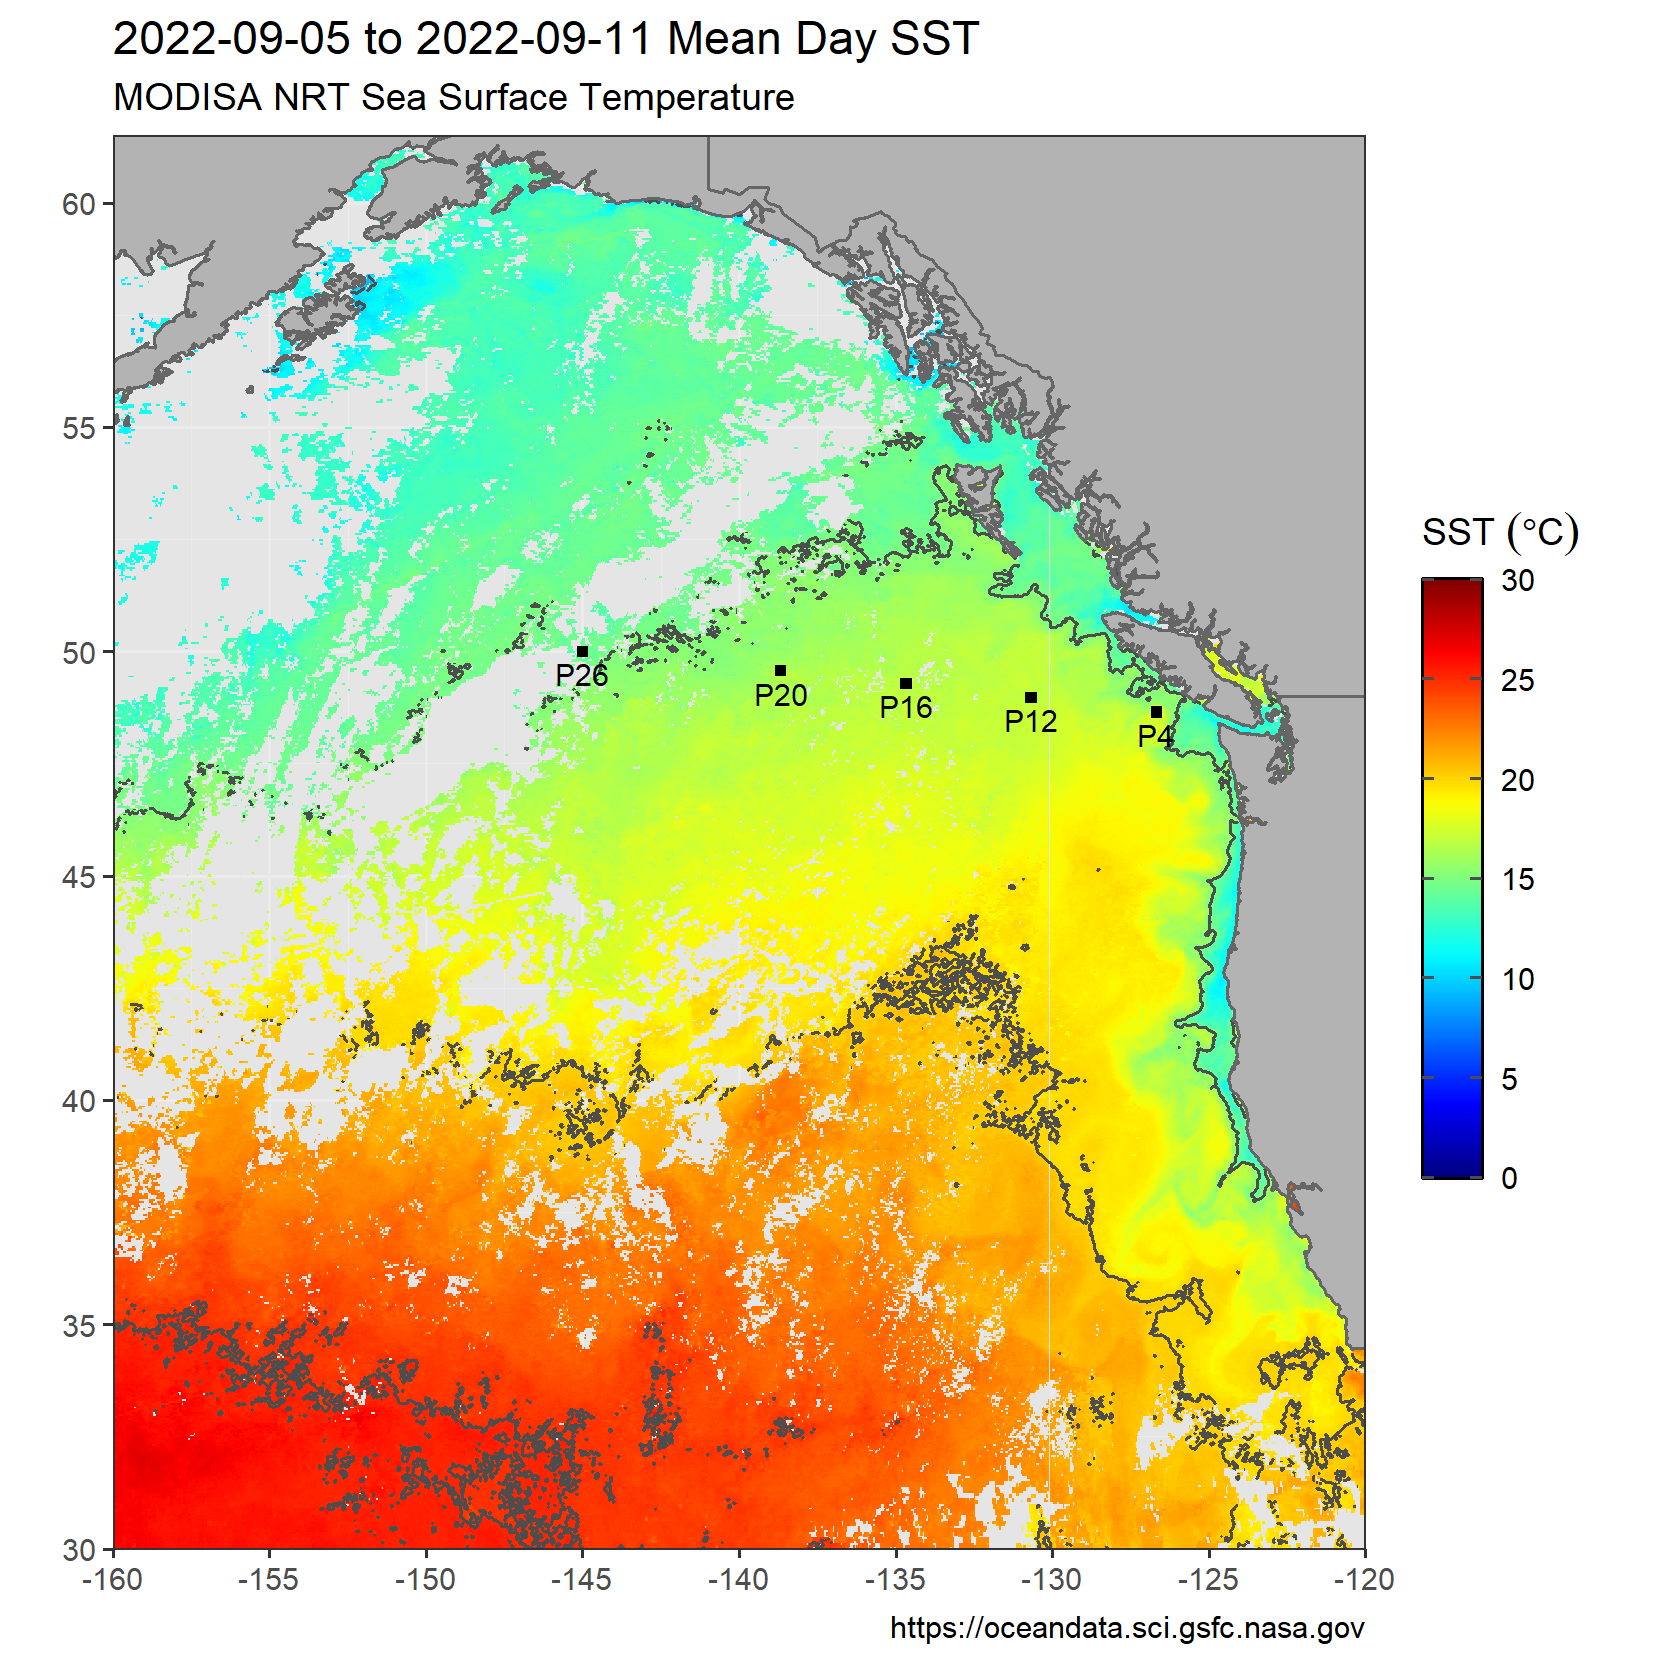 2022-09-05 to 2022-09-11 Mean Day SST
MODISA NRT Sea Surface Temperature
60
55
50
45
40
35
30
-160
-155
-150
-145
-140
-135
-130
-125
-120
P26
P20
P16
P12
P4
SST (°C)
30
25
20
15
10
5
0
https://oceandata.sci.gsfc.nasa.gov